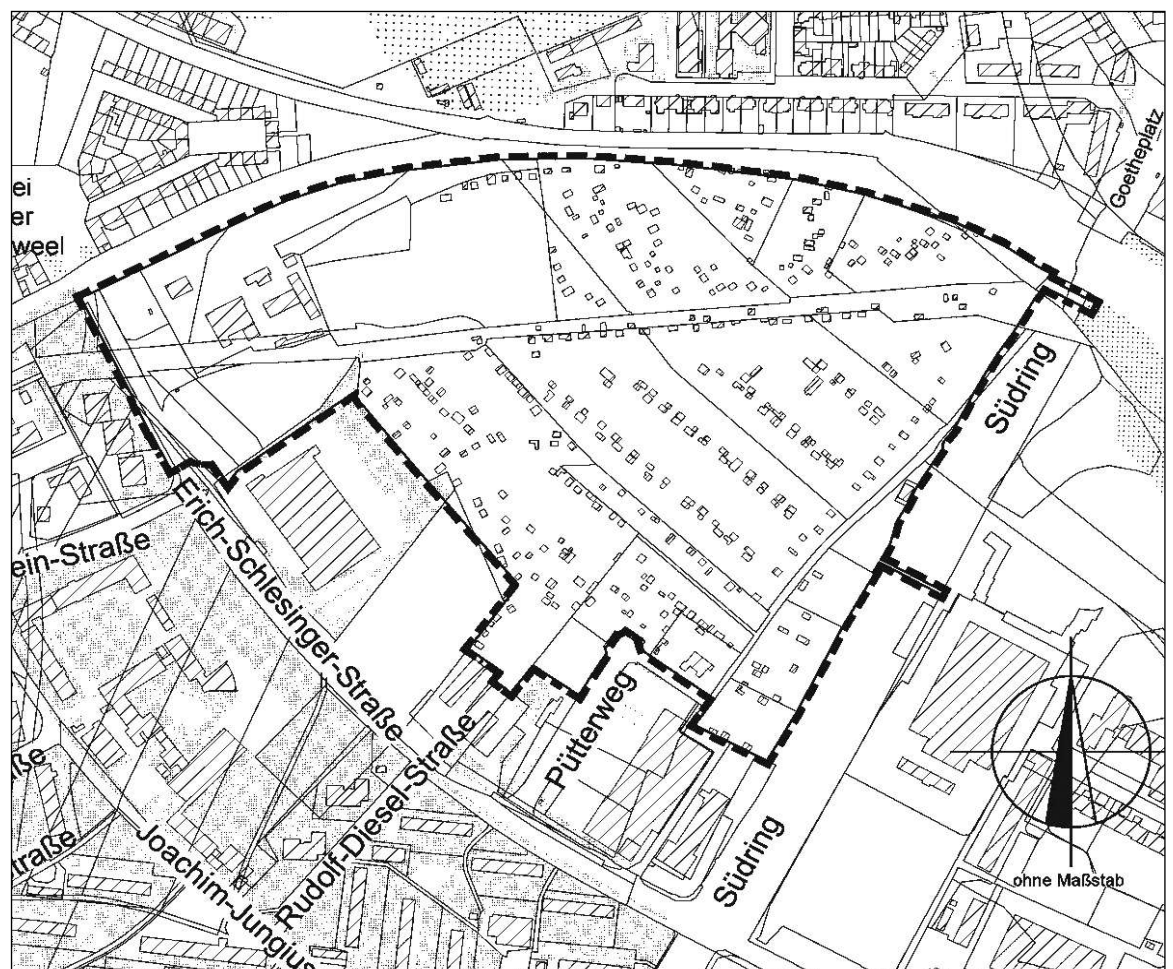 Goetheplatz
ei
er
weel
Südring
ein-Straße
Erich-Schlesinger-Straße
Pütterweg
Rudolf-Diesel-Straße
Südring
ße
traße
Joachim-Jungius
ohne Maßstab